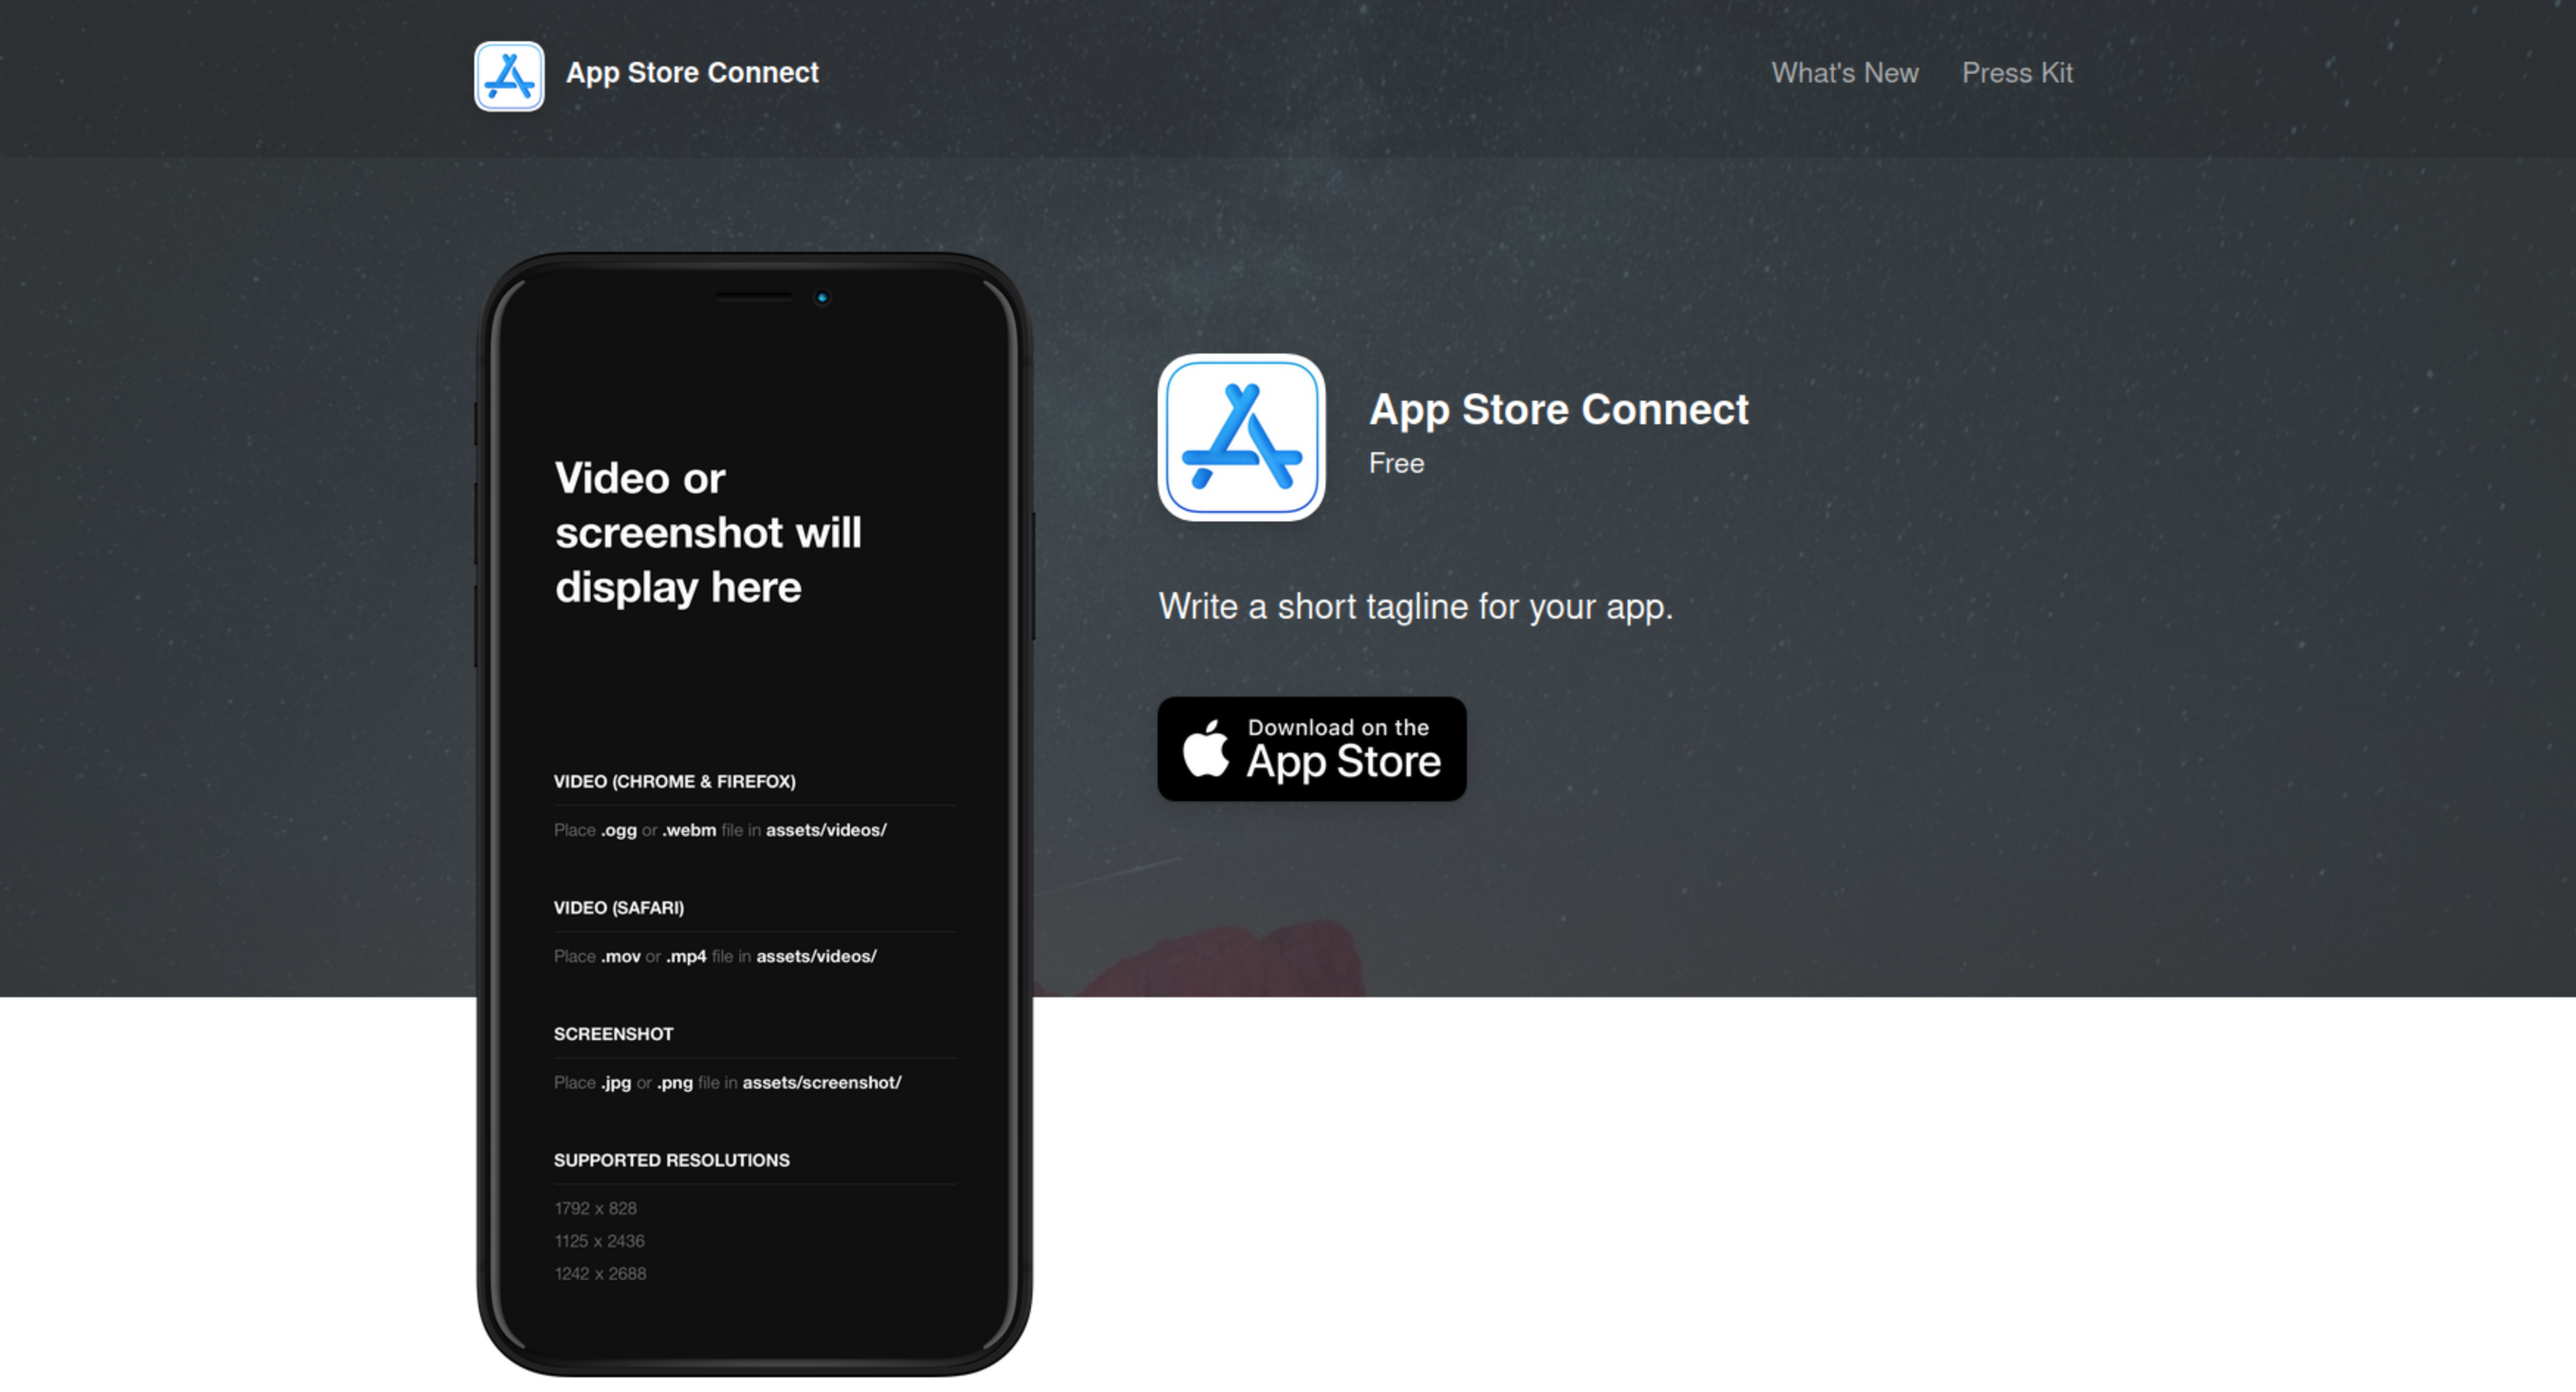 App Store Connect
What's New
Press Kit
Video or
screenshot will
display here
VIDEO (CHROME & FIREFOX)
Place .ogg or .webm file in assets/videos/
VIDEO (SAFARI)
Place .mov or .mp4 file in assets/videos/
SCREENSHOT
Place .jpg or .png file in assets/screenshot/
SUPPORTED RESOLUTIONS
1792 x 828
1125 x 2436
1242 x 2688
App Store Connect
Free
Write a short tagline for your app.
Download on the
App Store